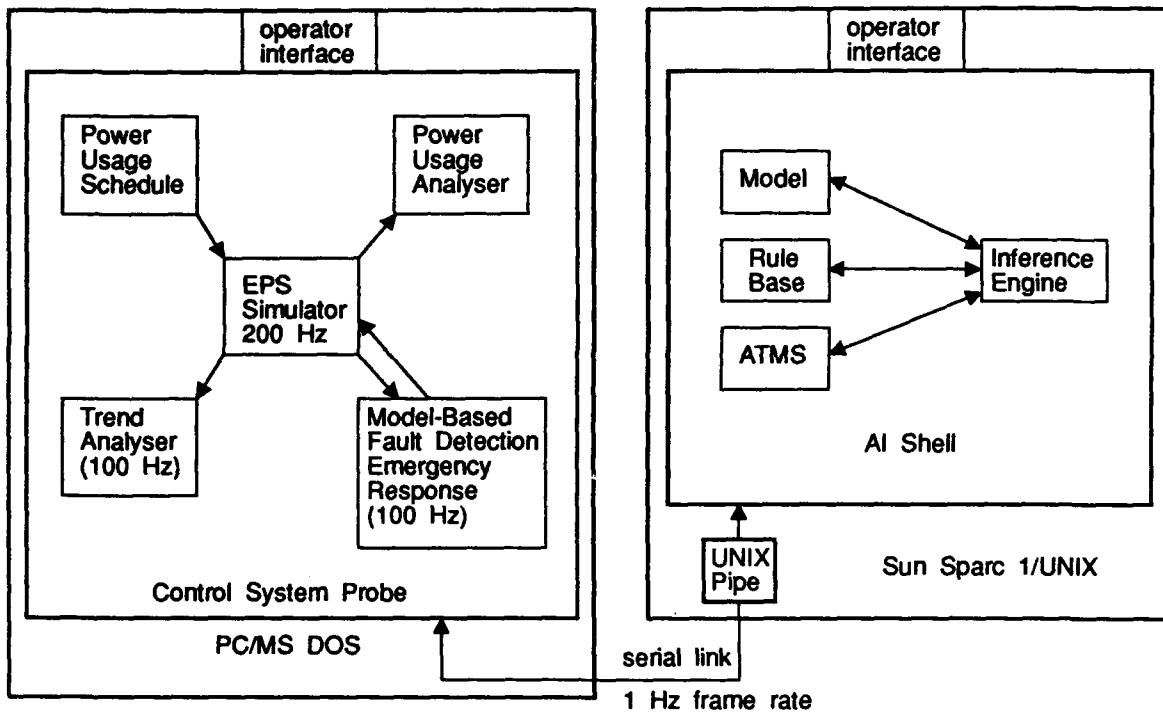 operator
interface
Power
Usage
Schedule
Power
Usage
Analyser
EPS
Simulator
200 Hz
Trend
Analyser
(100 Hz)
Model-Based
Fault Detection
Emergency
Response
(100 Hz)
Control System Probe
PC/MS DOS
operator
interface
Model
Rule
Base
ATMS
Inference
Engine
AI Shell
UNIX
Pipe
Sun Sparc 1/UNIX
serial link
1 Hz frame rate